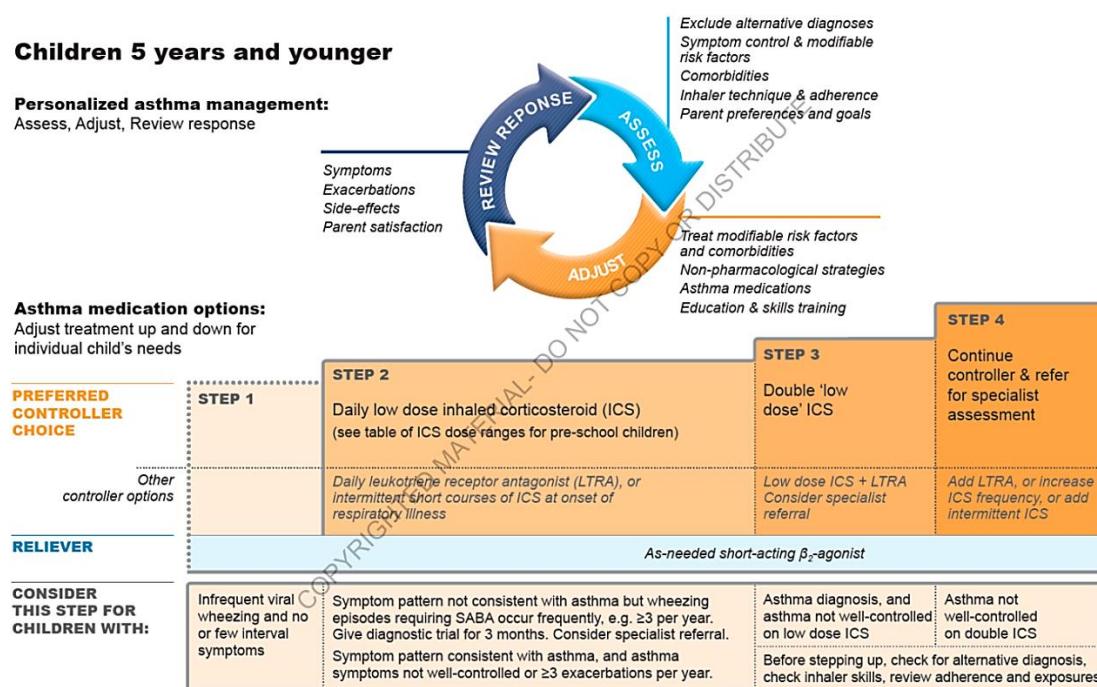 Children 5 years and younger
Personalized asthma management:
Assess, Adjust, Review response
Exclude alternative diagnoses
Symptom control & modifiable
risk factors
Comorbidities
Inhaler technique & adherence
Parent preferences and goals
Symptoms
Exacerbations
Side-effects
Parent satisfaction
REVIEW REPONSE
ASSESS
ADJUST
Treat modifiable risk factors
and comorbidities
Non-pharmacological strategies
Asthma medications
Education & skills training
Asthma medication options:
Adjust treatment up and down for
individual child's needs
PREFERRED
CONTROLLER
CHOICE
STEP 1
STEP 2
Daily low dose inhaled corticosteroid (ICS)
(see table of ICS dose ranges for pre-school children)
STEP 3
Double 'low
dose' ICS
STEP 4
Continue
controller & refer
for specialist
assessment
Other
controller options
Daily leukotriene receptor antagonist (LTRA), or
intermittent short courses of ICS at onset of
respiratory illness
Low dose ICS + LTRA
Consider specialist
referral
Add LTRA, or increase
ICS frequency, or add
intermittent ICS
RELIEVER
As-needed short-acting β2-agonist
CONSIDER
THIS STEP FOR
CHILDREN WITH:
Infrequent viral
wheezing and no
or few interval
symptoms
Symptom pattern not consistent with asthma but wheezing
episodes requiring SABA occur frequently, e.g. ≥3 per year.
Give diagnostic trial for 3 months. Consider specialist referral.
Symptom pattern consistent with asthma, and asthma
symptoms not well-controlled or ≥3 exacerbations per year.
Asthma diagnosis, and
asthma not well-controlled
on low dose ICS
Asthma not
well-controlled
on double ICS
Before stepping up, check for alternative diagnosis,
check inhaler skills, review adherence and exposures
COPYRIGHTED MATERIAL- DO NOT COPY OR DISTRIBUTE